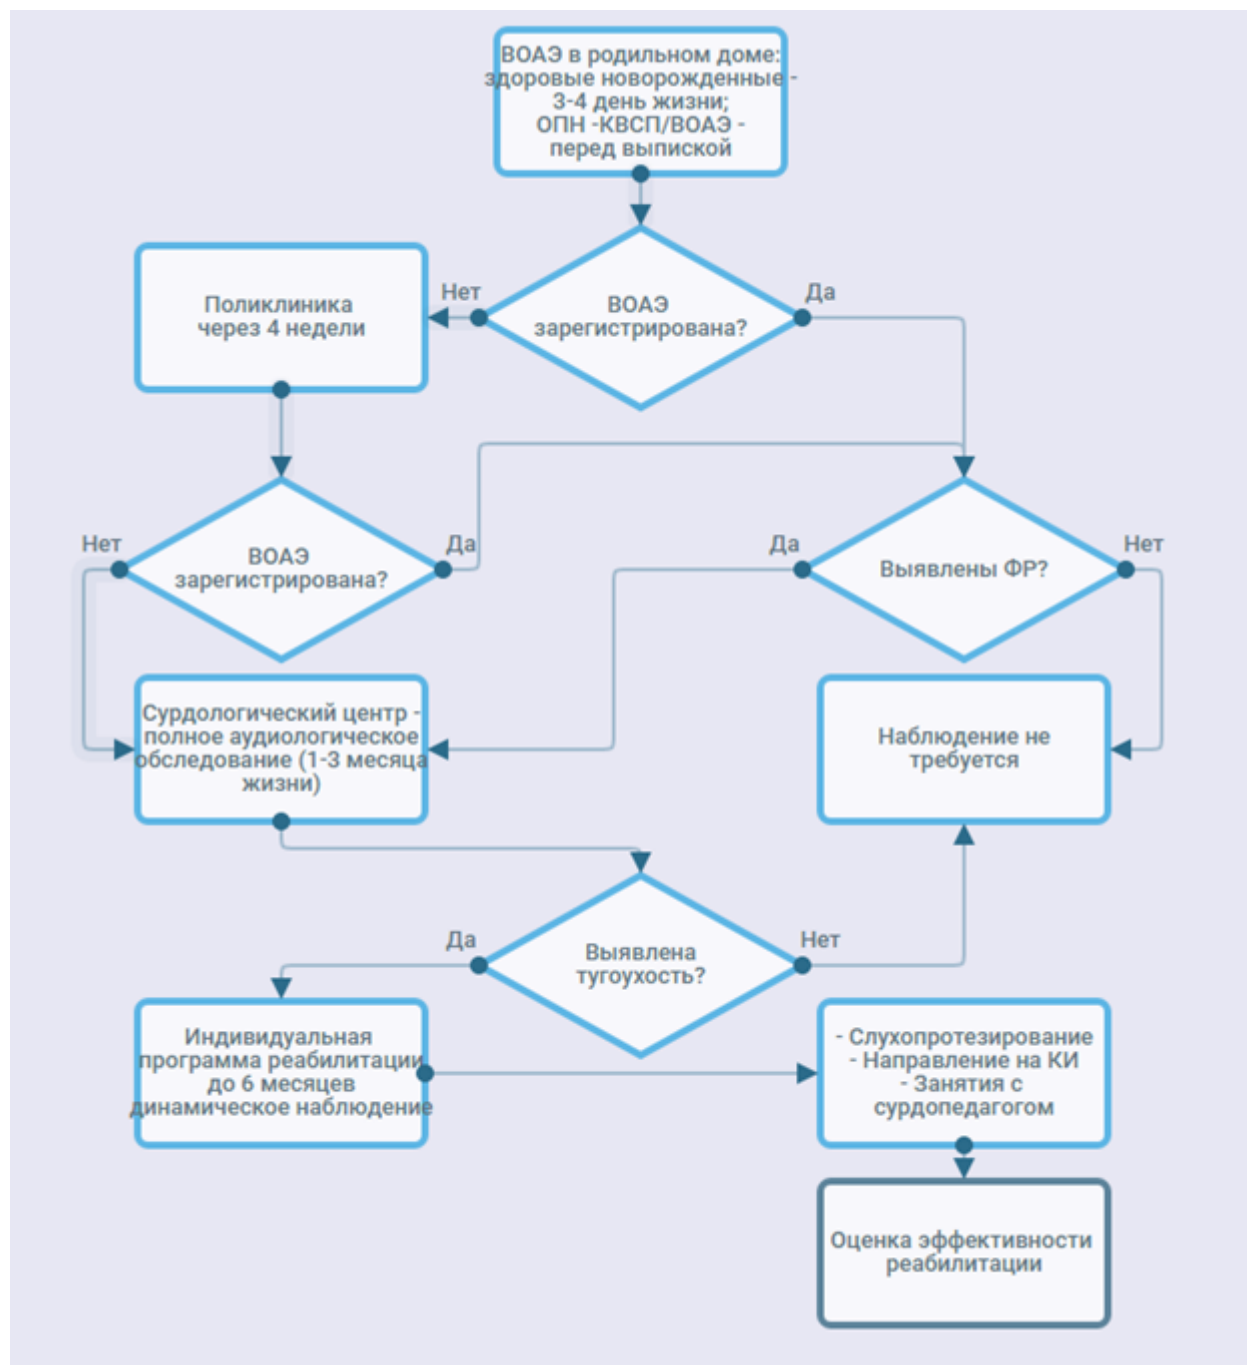 ВОАЭ в родильном доме:
здоровые новорожденные -
3-4 день жизни;
ОПН -КВСП/ВОАЭ -
перед выпиской
Нет
Да
ВОАЭ
зарегистрирована?
Поликлиника
через 4 недели
Нет
Да
ВОАЭ
зарегистрирована?
Да
Нет
Выявлены ФР?
Сурдологический центр -
полное аудиологическое
обследование (1-3 месяца
жизни)
Наблюдение не
требуется
Да
Нет
Выявлена
тугоухость?
Индивидуальная
программа реабилитации
до 6 месяцев
динамическое наблюдение
- Слухопротезирование
- Направление на КИ
- Занятия с
сурдопедагогом
Оценка эффективности
реабилитации